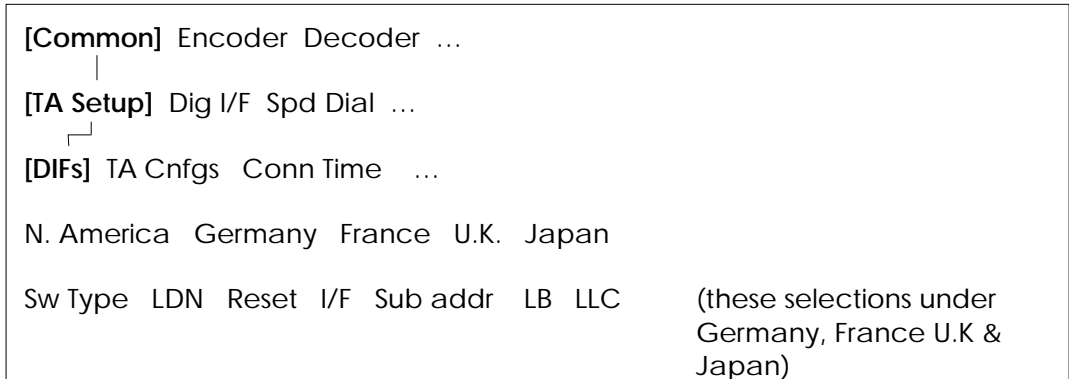 [Common] Encoder Decoder …
[TA Setup] Dig I/F Spd Dial …
[DIFs] TA Cnfgs Conn Time …
N. America Germany France U.K. Japan
Sw Type LDN Reset I/F Sub addr LB LLC (these selections under
Germany, France U.K &
Japan)